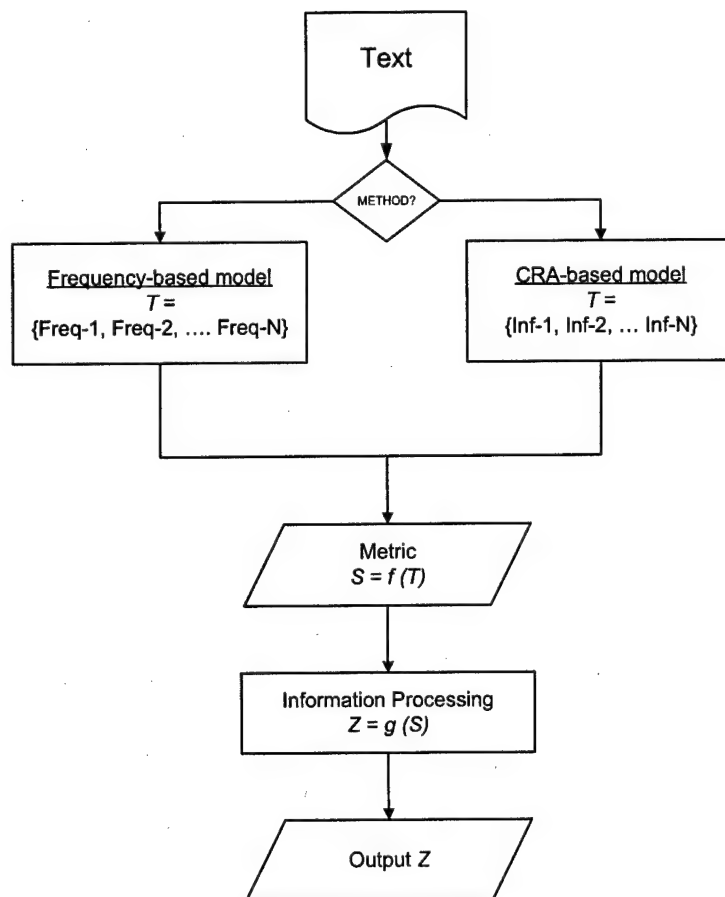 Text
METHOD?
Frequency-based model
T =
{Freq-1, Freq-2, .... Freq-N}
CRA-based model
T =
{Inf-1, Inf-2, ... Inf-N}
Metric
S = f (T)
Information Processing
Z = g (S)
Output Z